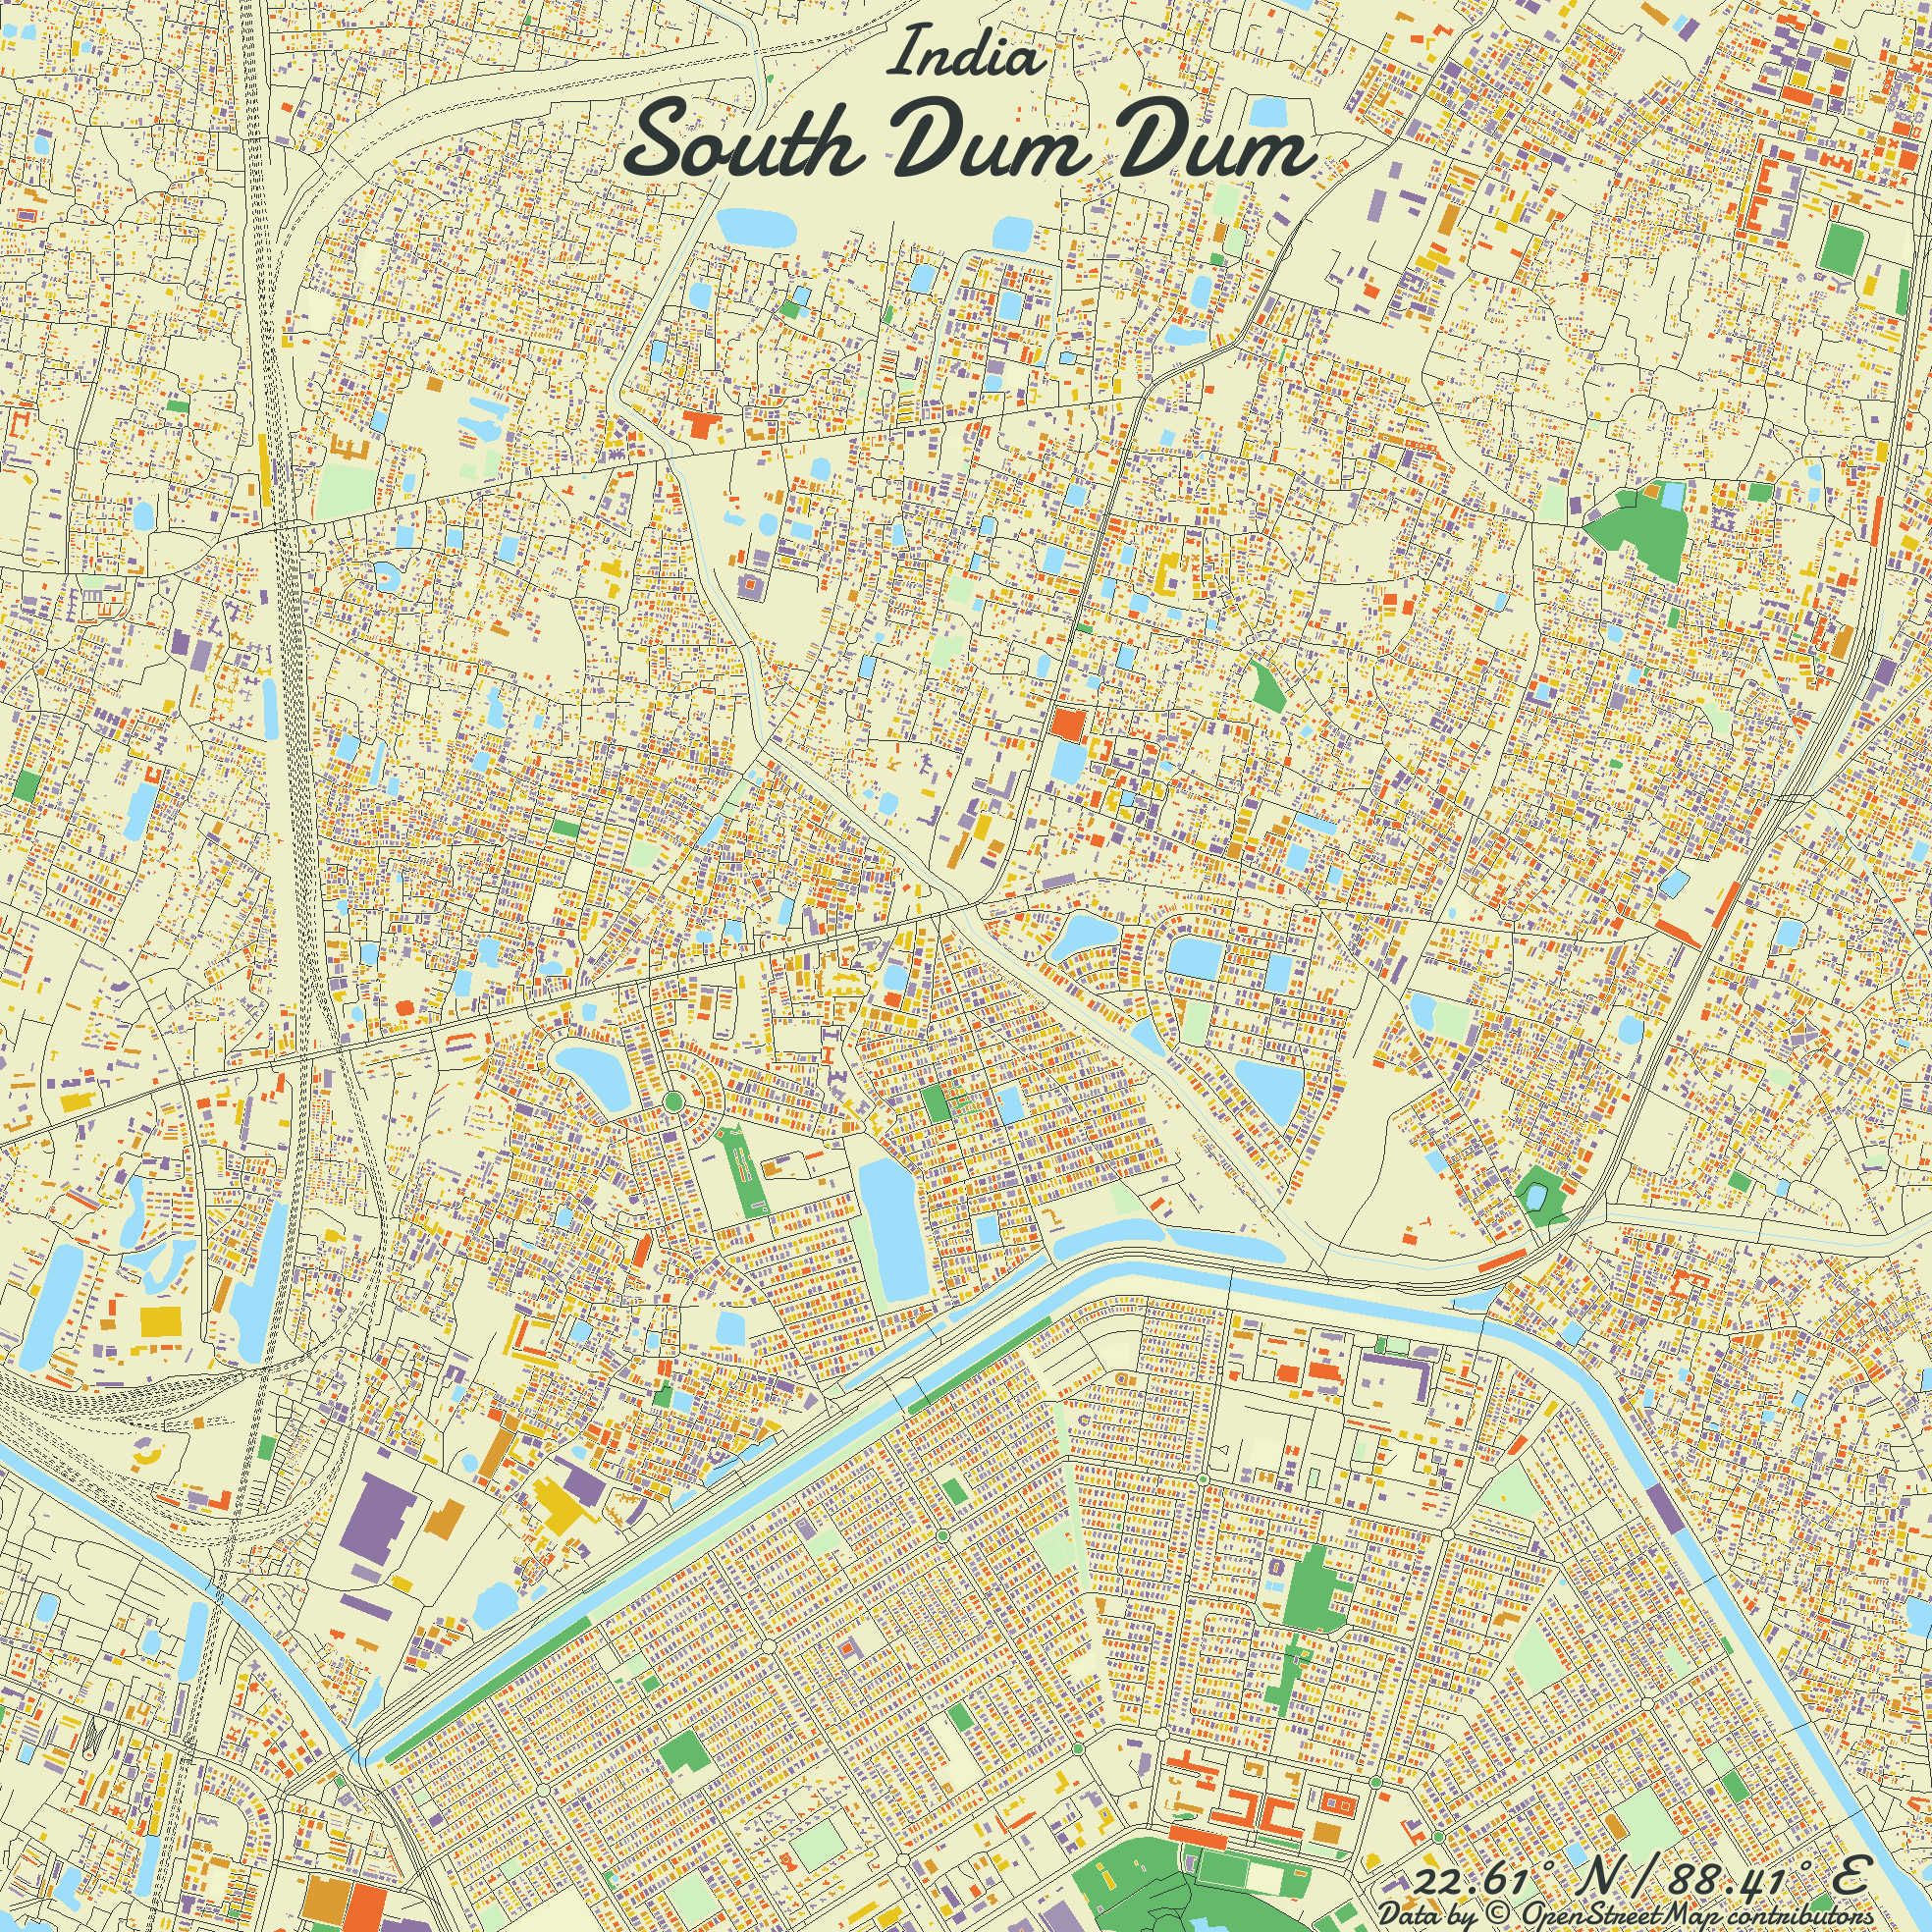 India
South Dum Dum
22.61° N / 88.41° E
Data by © OpenStreetMap contributors